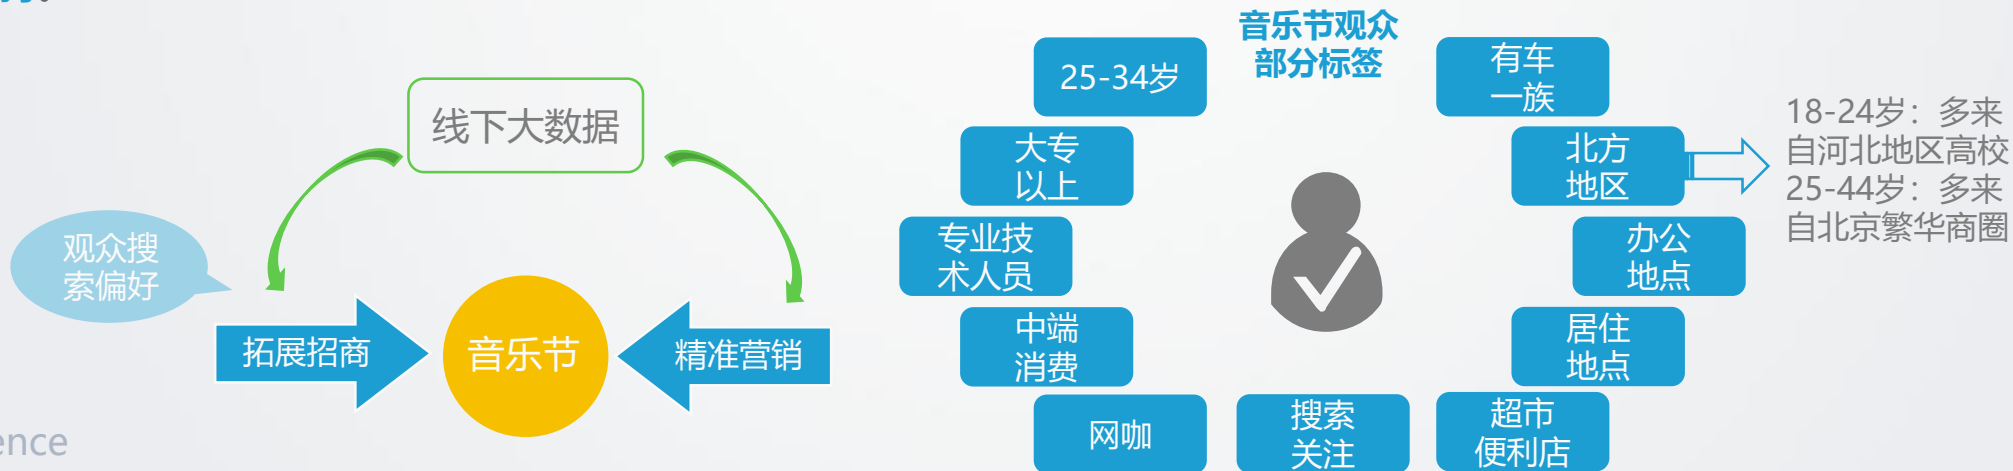 线下大数据
观众搜
索偏好
拓展招商
音乐节
精准营销
ence
音乐节观众
部分标签
25-34岁
大专
以上
专业技
术人员
中端
消费
网咖
搜索
关注
超市
便利店
居住
地点
办公
地点
北方
地区
有车
一族
18-24岁：多来
自河北地区高校
25-44岁：多来
自北京繁华商圈